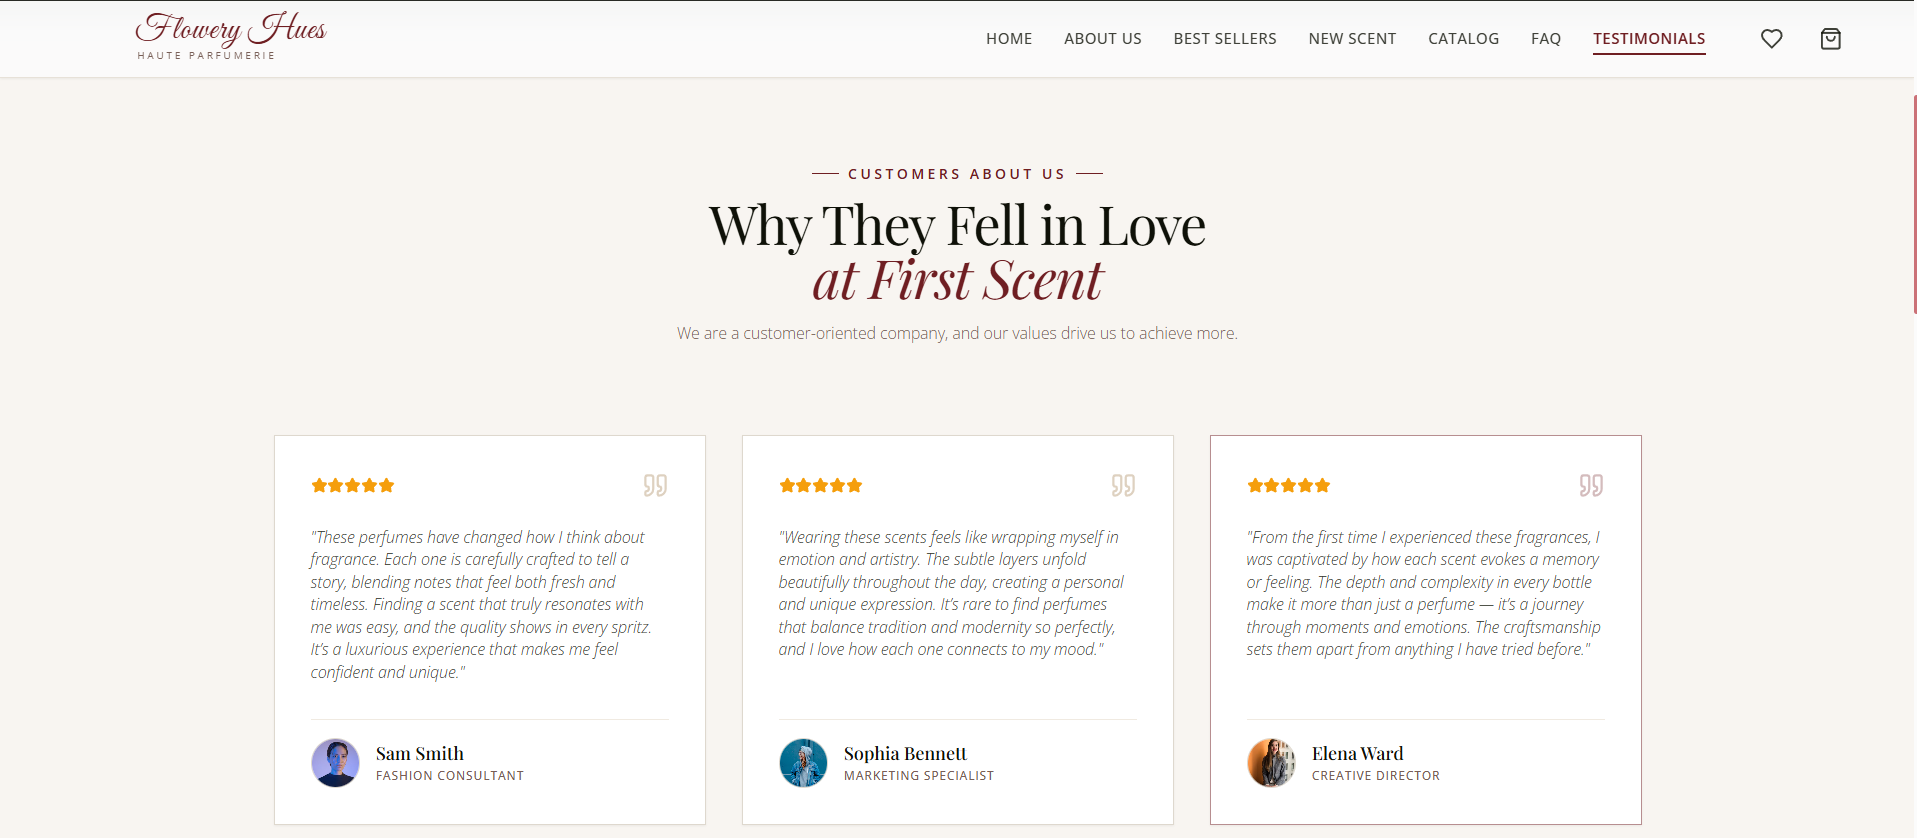 Flowery Hues
HAUTE PARFUMERIE
HOME ABOUT US BEST SELLERS NEW SCENT CATALOG FAQ TESTIMONIALS
CUSTOMERS ABOUT US
Why They Fell in Love
at First Scent
We are a customer-oriented company, and our values drive us to achieve more.
"These perfumes have changed how I think about
fragrance. Each one is carefully crafted to tell a
story, blending notes that feel both fresh and
timeless. Finding a scent that truly resonates with
me was easy, and the quality shows in every spritz.
It’s a luxurious experience that makes me feel
confident and unique."
Sam Smith
FASHION CONSULTANT
"Wearing these scents feels like wrapping myself in
emotion and artistry. The subtle layers unfold
beautifully throughout the day, creating a personal
and unique expression. It’s rare to find perfumes
that balance tradition and modernity so perfectly,
and I love how each one connects to my mood."
Sophia Bennett
MARKETING SPECIALIST
"From the first time I experienced these fragrances, I
was captivated by how each scent evokes a memory
or feeling. The depth and complexity in every bottle
make it more than just a perfume — it’s a journey
through moments and emotions. The craftsmanship
sets them apart from anything I have tried before."
Elena Ward
CREATIVE DIRECTOR